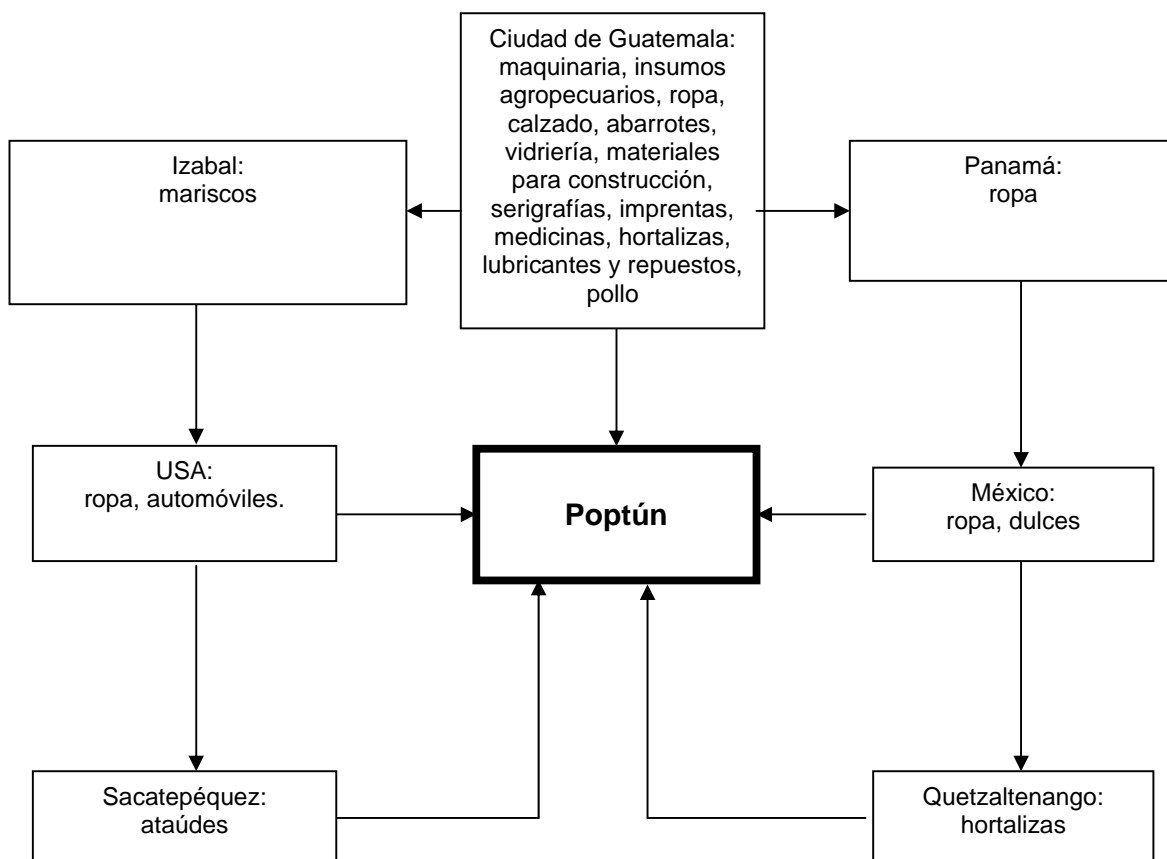 Ciudad de Guatemala:
maquinaria, insumos
agropecuarios, ropa,
calzado, abarrotes,
vidriería, materiales
para construcción,
serigrafías, imprentas,
medicinas, hortalizas,
lubricantes y repuestos,
pollo
Izabal:
mariscos
Panamá:
ropa
USA:
ropa, automóviles.
Poptún
México:
ropa, dulces
Sacatepéquez:
ataúdes
Quetzaltenango:
hortalizas